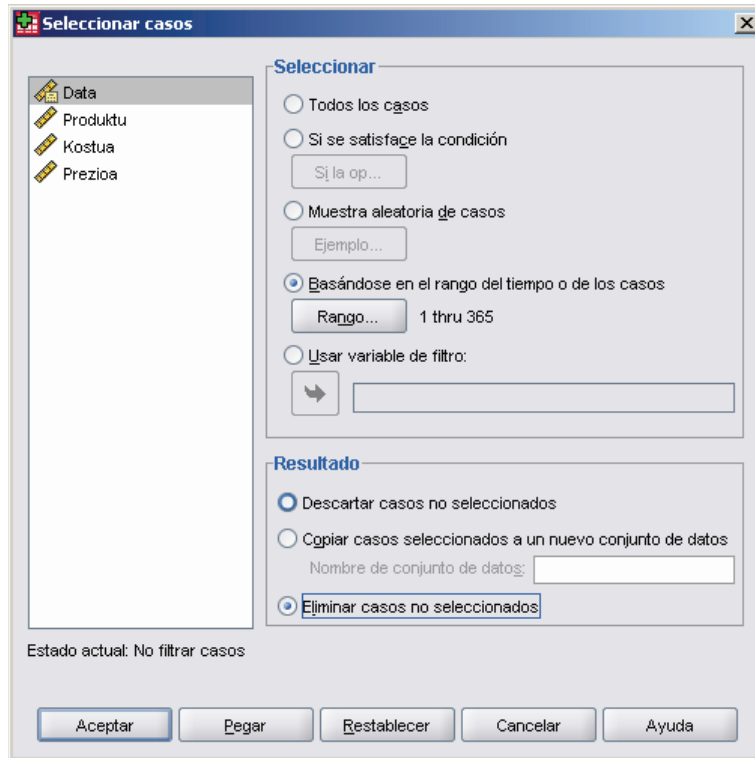 Seleccionar casos
Data
Produktu
Kostua
Prezioa
Seleccionar
Todos los casos
Si se satisface la condición
Si la op...
Muestra aleatoria de casos
Ejemplo...
Basándose en el rango del tiempo o de los casos
Rango... 1 thru 365
Usar variable de filtro:
Resultado
Descartar casos no seleccionados
Copiar casos seleccionados a un nuevo conjunto de datos
Nombre de conjunto de datos:
Eliminar casos no seleccionados
Estado actual: No filtrar casos
Aceptar Pegar Restablecer Cancelar Ayuda